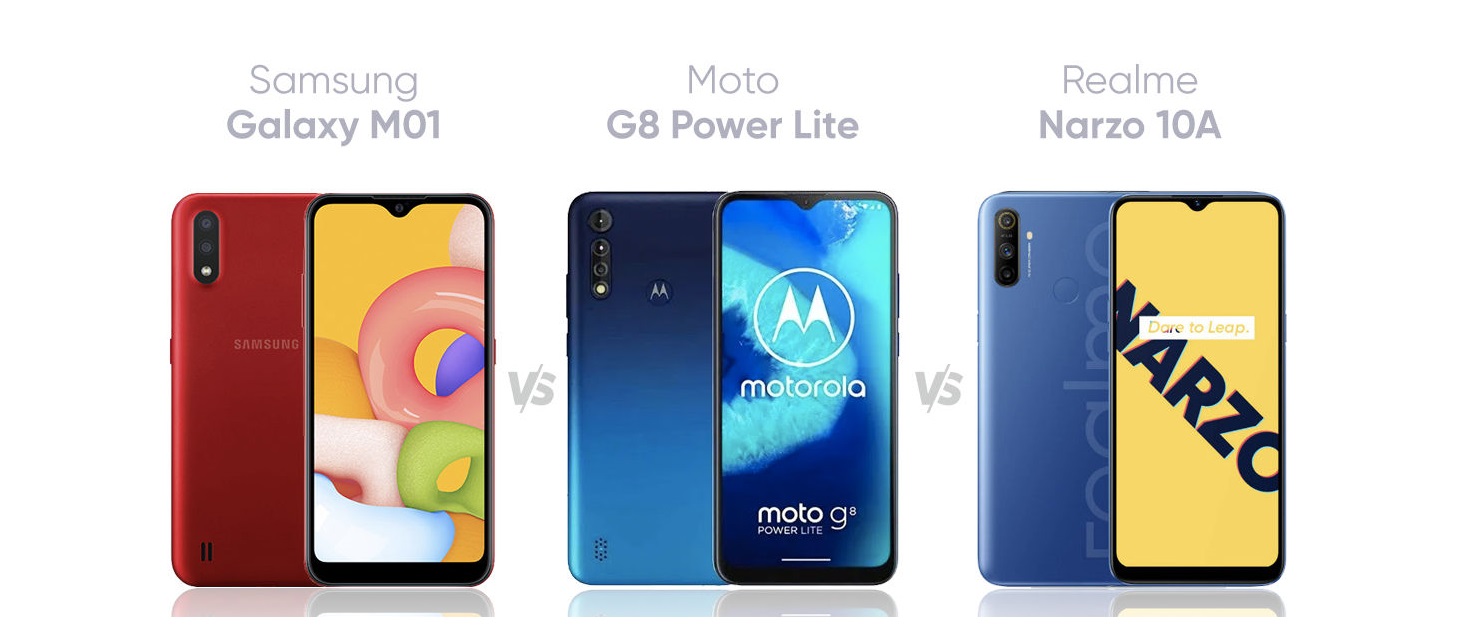 Samsung
Galaxy M01
Moto
G8 Power Lite
Realme
Narzo 10A
SAMSUNG
VS
motorola
moto g8
POWER LITE
VS
realme
Dare to Leap.
NARZO